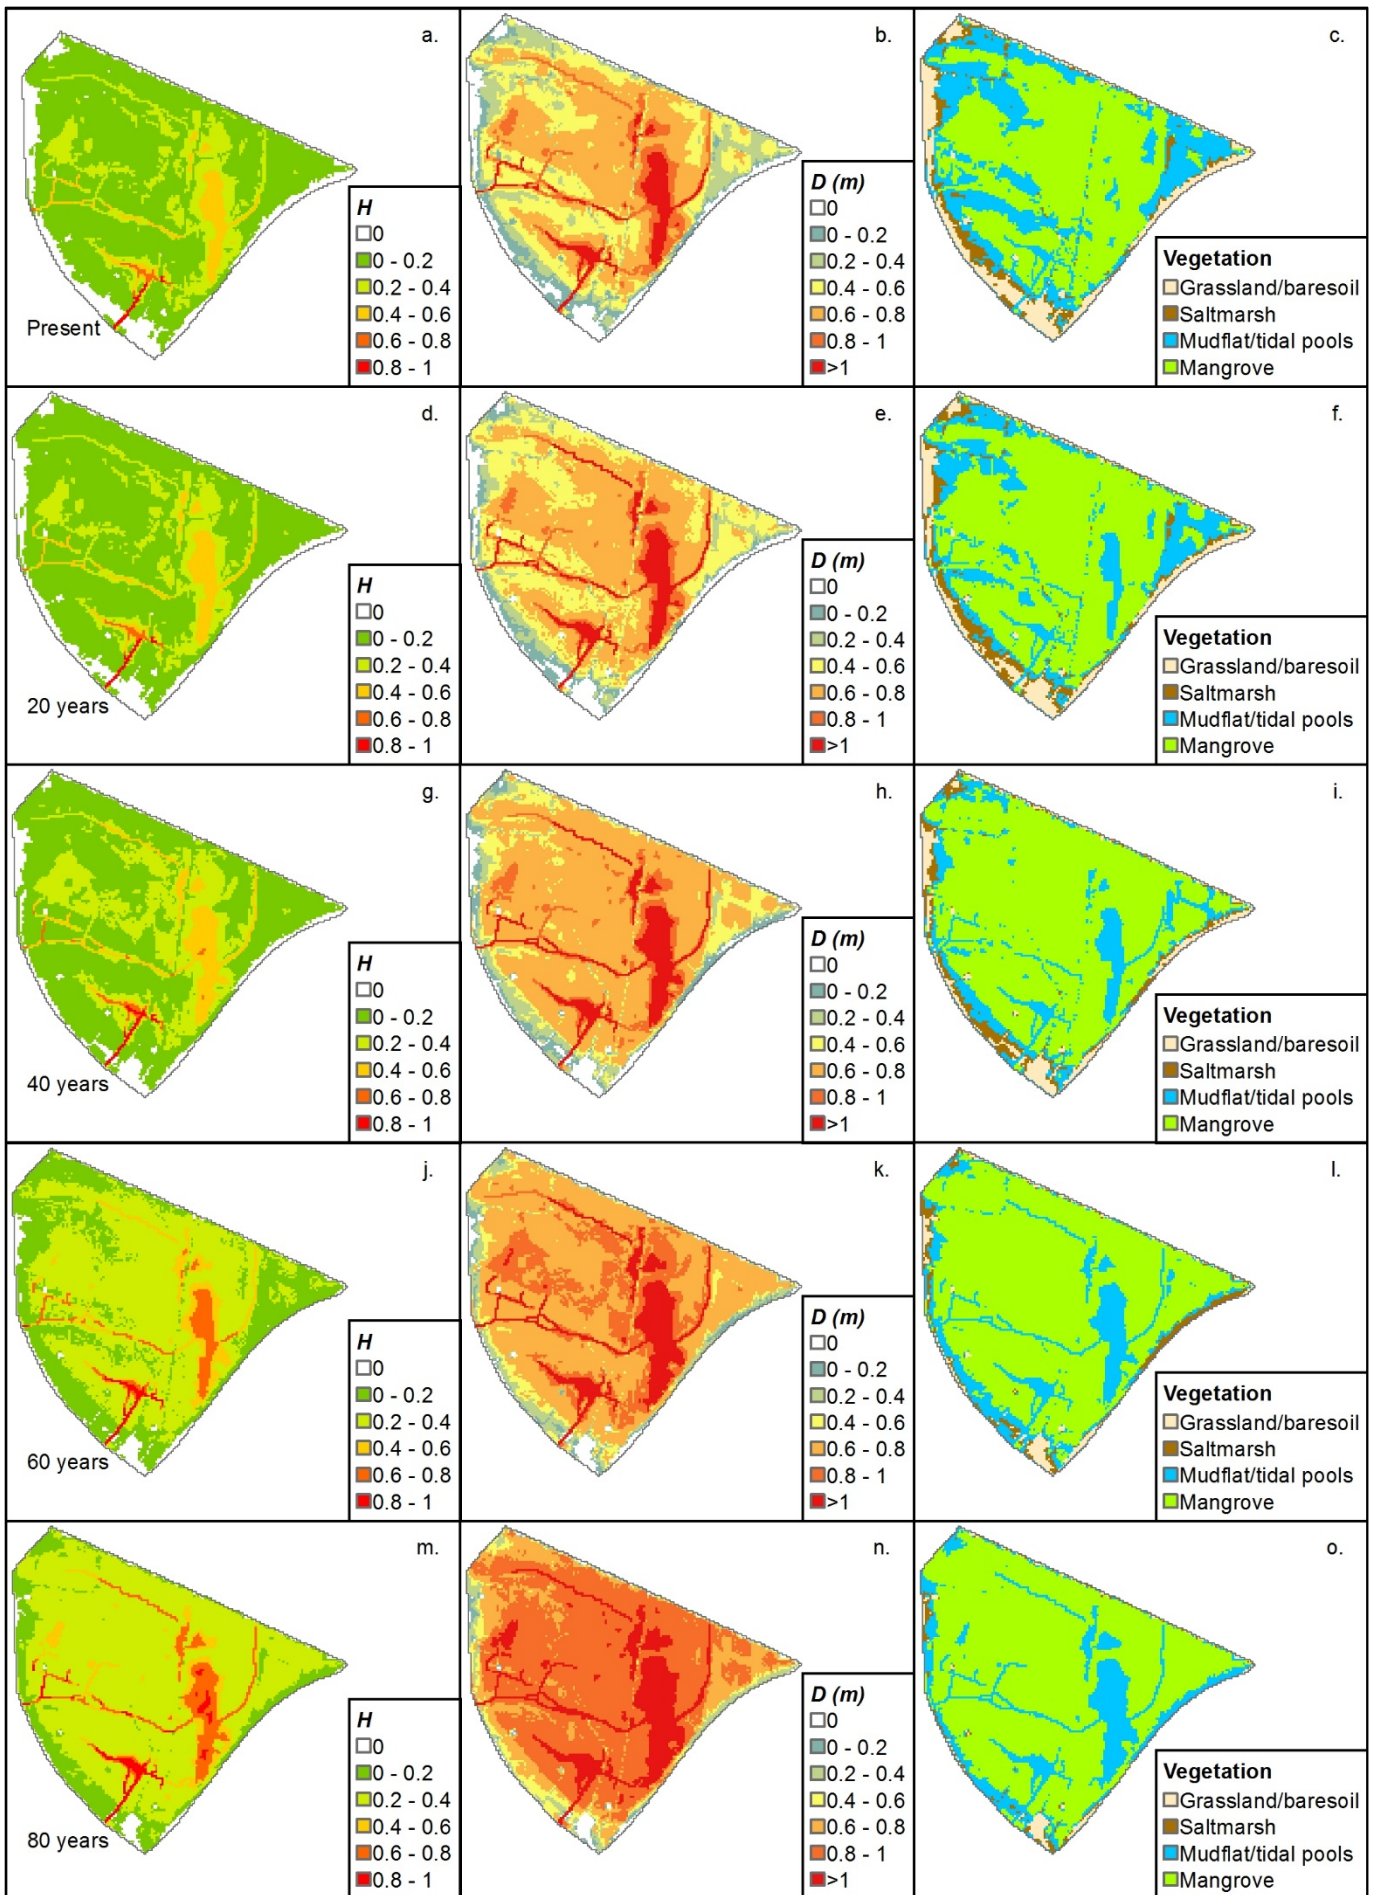 a.
H
0
0 - 0.2
0.2 - 0.4
0.4 - 0.6
0.6 - 0.8
0.8 - 1
Present
b.
D (m)
0
0 - 0.2
0.2 - 0.4
0.4 - 0.6
0.6 - 0.8
0.8 - 1
>1
c.
Vegetation
Grassland/baresoil
Saltmarsh
Mudflat/tidal pools
Mangrove
d.
H
0
0 - 0.2
0.2 - 0.4
0.4 - 0.6
0.6 - 0.8
0.8 - 1
20 years
e.
D (m)
0
0 - 0.2
0.2 - 0.4
0.4 - 0.6
0.6 - 0.8
0.8 - 1
>1
f.
Vegetation
Grassland/baresoil
Saltmarsh
Mudflat/tidal pools
Mangrove
g.
H
0
0 - 0.2
0.2 - 0.4
0.4 - 0.6
0.6 - 0.8
0.8 - 1
40 years
h.
D (m)
0
0 - 0.2
0.2 - 0.4
0.4 - 0.6
0.6 - 0.8
0.8 - 1
>1
i.
Vegetation
Grassland/baresoil
Saltmarsh
Mudflat/tidal pools
Mangrove
j.
H
0
0 - 0.2
0.2 - 0.4
0.4 - 0.6
0.6 - 0.8
0.8 - 1
60 years
k.
D (m)
0
0 - 0.2
0.2 - 0.4
0.4 - 0.6
0.6 - 0.8
0.8 - 1
>1
l.
Vegetation
Grassland/baresoil
Saltmarsh
Mudflat/tidal pools
Mangrove
m.
H
0
0 - 0.2
0.2 - 0.4
0.4 - 0.6
0.6 - 0.8
0.8 - 1
80 years
n.
D (m)
0
0 - 0.2
0.2 - 0.4
0.4 - 0.6
0.6 - 0.8
0.8 - 1
>1
o.
Vegetation
Grassland/baresoil
Saltmarsh
Mudflat/tidal pools
Mangrove